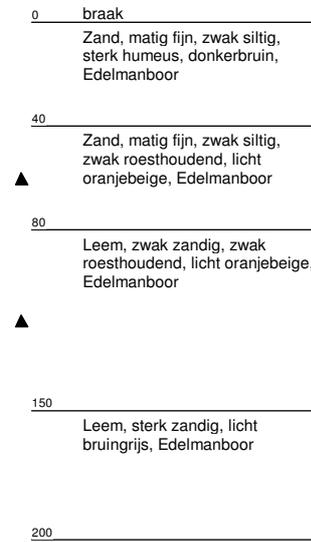 0 braak
Zand, matig fijn, zwak siltig,
sterk humeus, donkerbruin,
Edelmanboor
40
Zand, matig fijn, zwak siltig,
zwak roesthoudend, licht
oranjebeige, Edelmanboor
80
Leem, zwak zandig, zwak
roesthoudend, licht oranjebeige,
Edelmanboor
150
Leem, sterk zandig, licht
bruingrijs, Edelmanboor
200